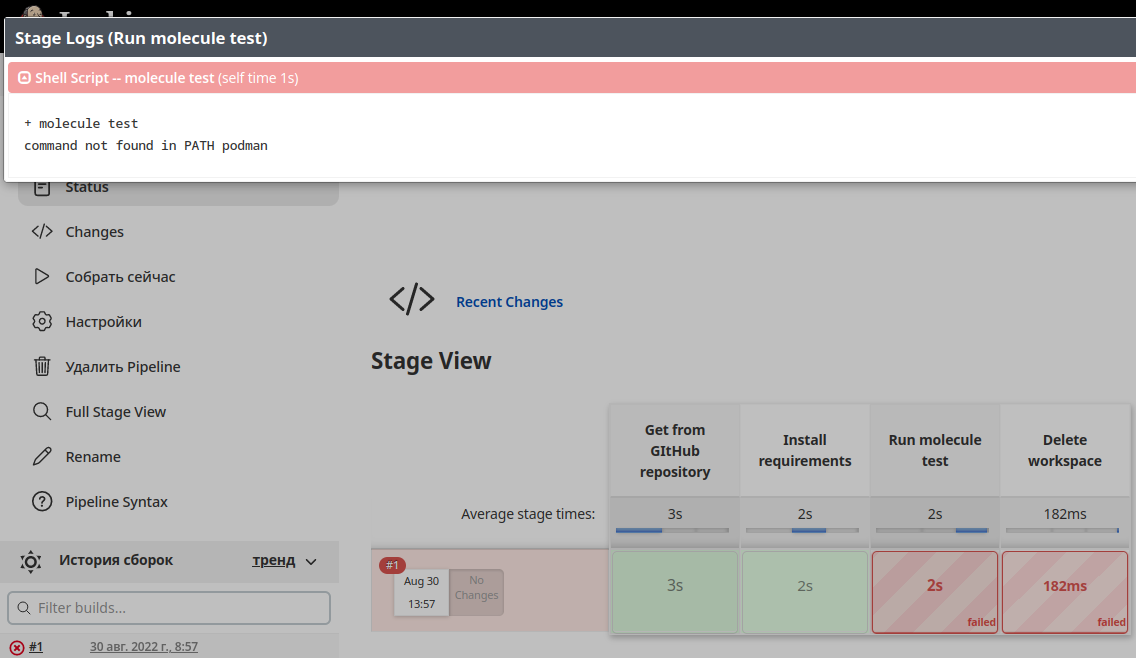 Stage Logs (Run molecule test)
Shell Script -- molecule test (self time 1s)
+ molecule test
command not found in PATH podman
Status
Changes
Собрать сейчас
Настройки
Удалить Pipeline
Full Stage View
Rename
Pipeline Syntax
История сборок
тренд
Filter builds...
#1
30 авг. 2022 г., 8:57
Recent Changes
Stage View
Get from
GItHub
repository
Install
requirements
Run molecule
test
Delete
workspace
Average stage times:
3s
2s
2s
182ms
#1
Aug 30
13:57
No
Changes
3s
2s
2s
failed
182ms
failed